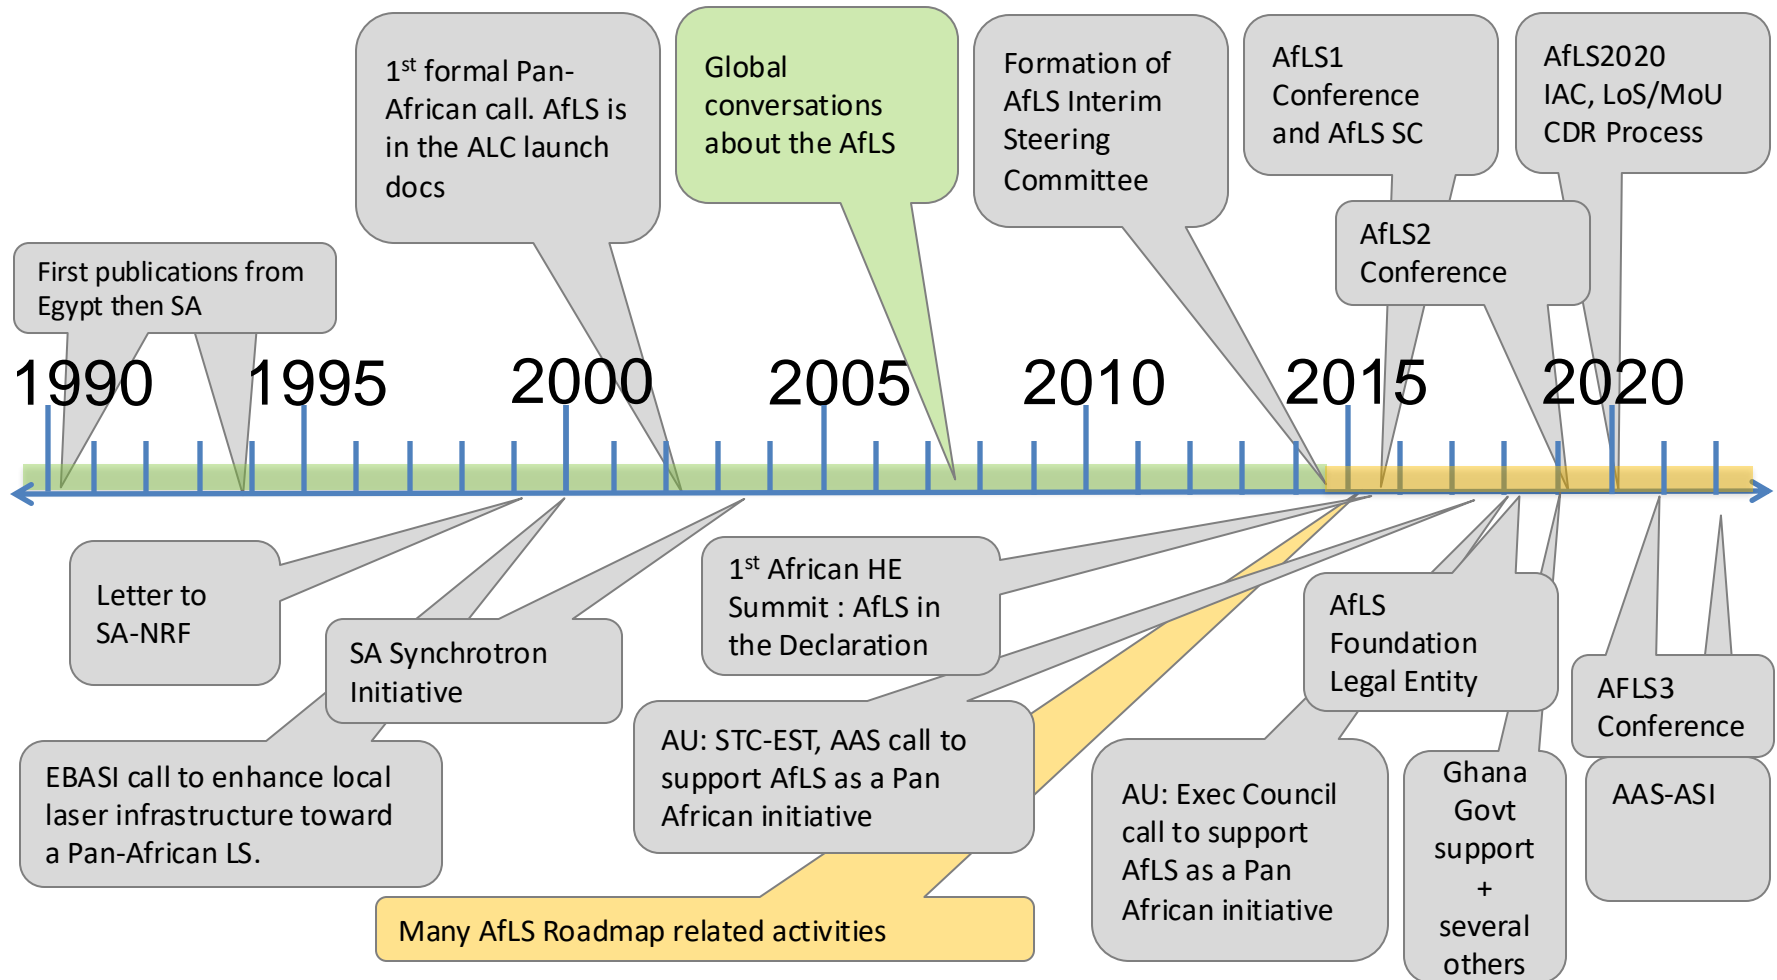 1st formal Pan-
African call. AfLS is
in the ALC launch
docs
Global
conversations
about the AfLS
Formation of
AfLS Interim
Steering
Committee
AfLS1
Conference
and AfLS SC
AfLS2020
IAC, LoS/MoU
CDR Process
AfLS2
Conference
First publications from
Egypt then SA
1990 1995 2000 2005 2010 2015 2020
Letter to
SA-NRF
SA Synchrotron
Initiative
EBASI call to enhance local
laser infrastructure toward
a Pan-African LS.
1st African HE
Summit : AfLS in
the Declaration
AU: STC-EST, AAS call to
support AfLS as a Pan
African initiative
Many AfLS Roadmap related activities
AfLS
Foundation
Legal Entity
AU: Exec Council
call to support
AfLS as a Pan
African initiative
Ghana
Govt
support
+
several
others
AFLS3
Conference
AAS-ASI